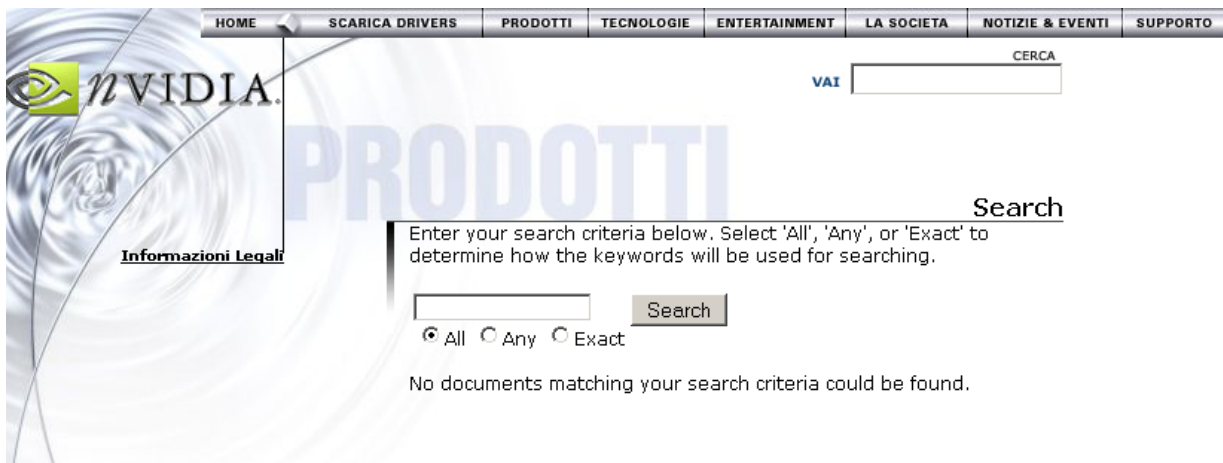 HOME SCARICA DRIVERS PRODOTTI TECNOLOGIE ENTERTAINMENT LA SOCIETA NOTIZIE & EVENTI SUPPORTO
CERCA
VAI
nVIDIA.
PRODOTTI
Search
Informazioni Legali
Enter your search criteria below. Select 'All', 'Any', or 'Exact' to
determine how the keywords will be used for searching.
Search
All Any Exact
No documents matching your search criteria could be found.